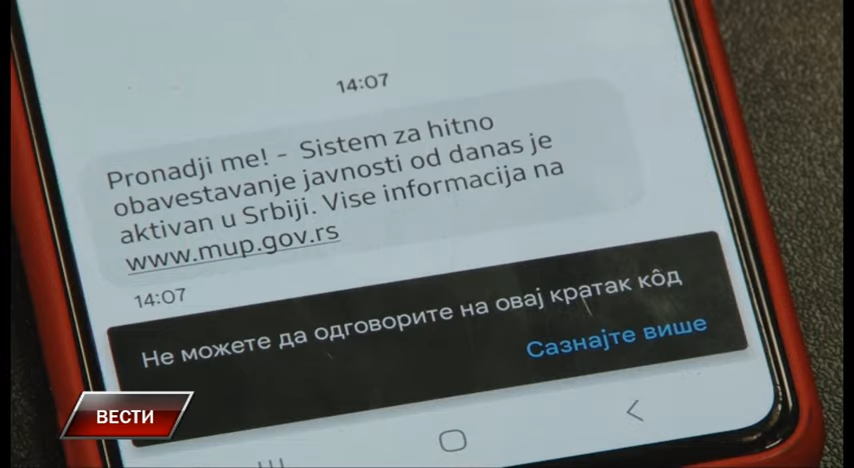 14:07
Pronadji me! - Sistem za hitno
obavestavanje javnosti od danas je
aktivan u Srbiji. Vise informacija na
www.mup.gov.rs
14:07
Не можете да одговорите на овај кратак кôд
Сазнајте више
ВЕСТИ